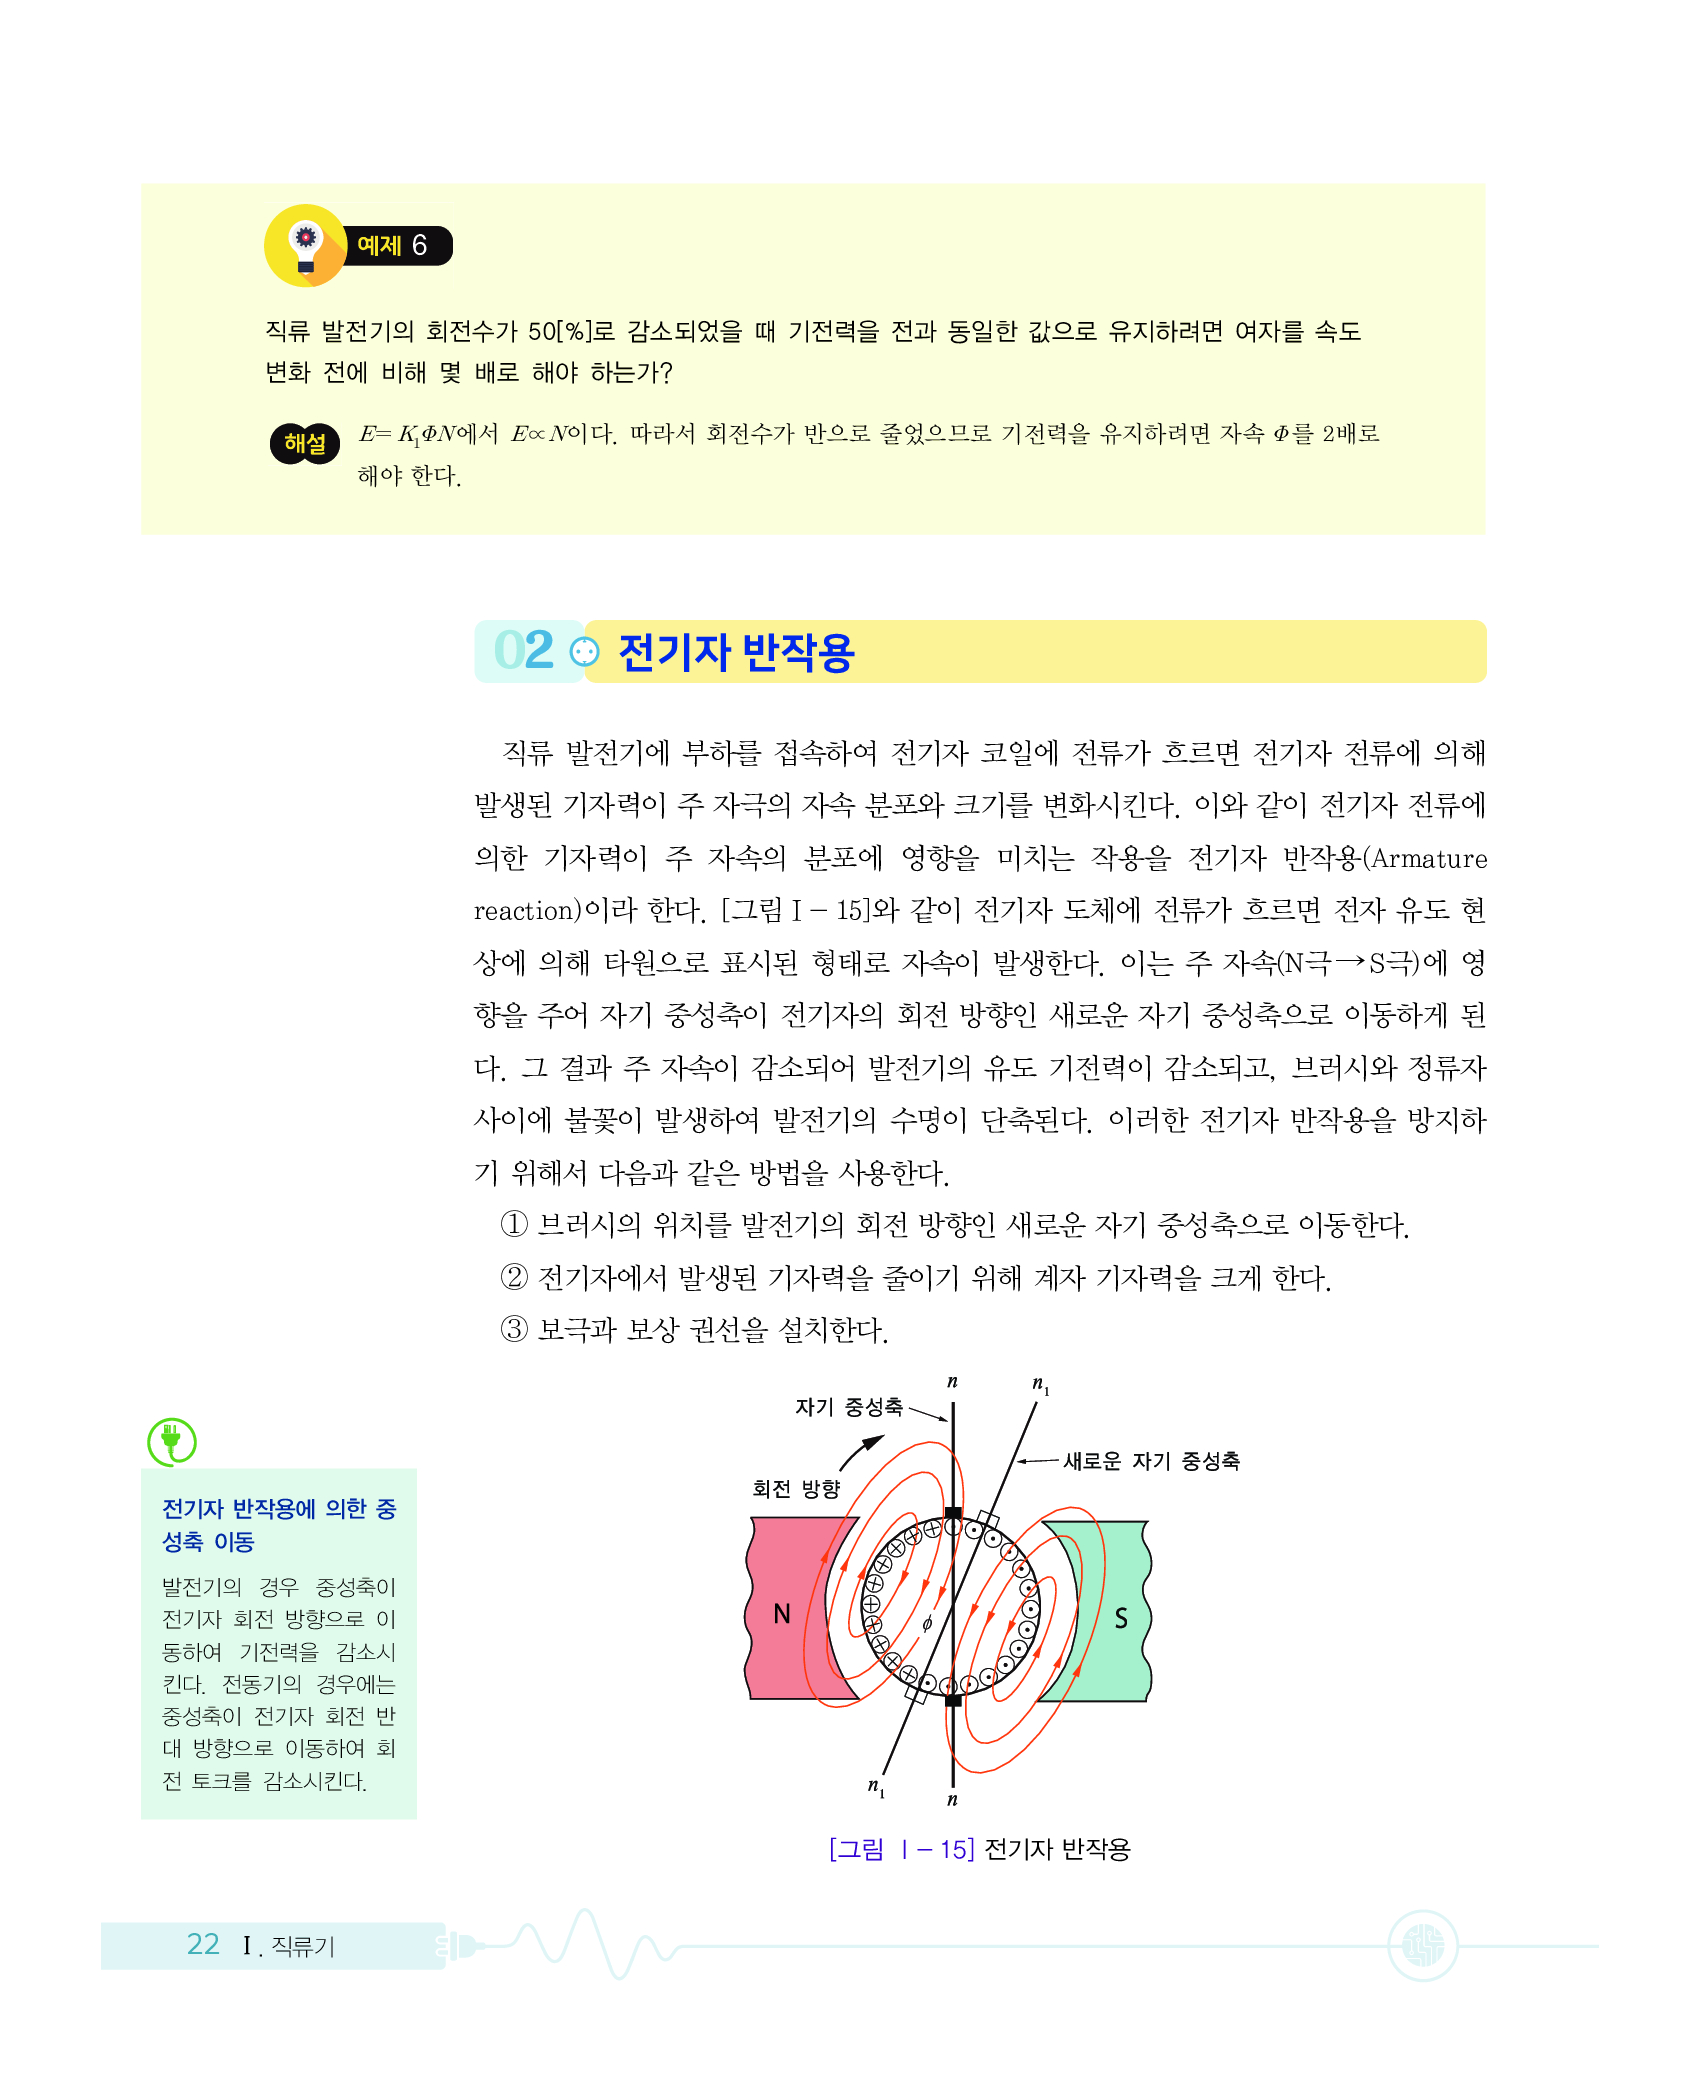 예제 6
직류 발전기의 회전수가 50[%]로 감소되었을 때 기전력을 전과 동일한 값으로 유지하려면 여자를 속도
변화 전에 비해 몇 배로 해야 하는가?
해설 E=K₁ΦN에서 E∝N이다. 따라서 회전수가 반으로 줄었으므로 기전력을 유지하려면 자속 Φ를 2배로
해야 한다.
02 전기자 반작용
직류 발전기에 부하를 접속하여 전기자 코일에 전류가 흐르면 전기자 전류에 의해
발생된 기자력이 주 자극의 자속 분포와 크기를 변화시킨다. 이와 같이 전기자 전류에
의한 기자력이 주 자속의 분포에 영향을 미치는 작용을 전기자 반작용(Armature
reaction)이라 한다. [그림 Ⅰ－15]와 같이 전기자 도체에 전류가 흐르면 전자 유도 현
상에 의해 타원으로 표시된 형태로 자속이 발생한다. 이는 주 자속(N극→S극)에 영
향을 주어 자기 중성축이 전기자의 회전 방향인 새로운 자기 중성축으로 이동하게 된
다. 그 결과 주 자속이 감소되어 발전기의 유도 기전력이 감소되고, 브러시와 정류자
사이에 불꽃이 발생하여 발전기의 수명이 단축된다. 이러한 전기자 반작용을 방지하
기 위해서 다음과 같은 방법을 사용한다.
① 브러시의 위치를 발전기의 회전 방향인 새로운 자기 중성축으로 이동한다.
② 전기자에서 발생된 기자력을 줄이기 위해 계자 기자력을 크게 한다.
③ 보극과 보상 권선을 설치한다.
n
n₁
자기 중성축
새로운 자기 중성축
회전 방향
N
ϕ
S
n₁
n
[그림 Ⅰ－15] 전기자 반작용
전기자 반작용에 의한 중
성축 이동
발전기의 경우 중성축이
전기자 회전 방향으로 이
동하여 기전력을 감소시
킨다. 전동기의 경우에는
중성축이 전기자 회전 반
대 방향으로 이동하여 회
전 토크를 감소시킨다.
22 Ⅰ. 직류기